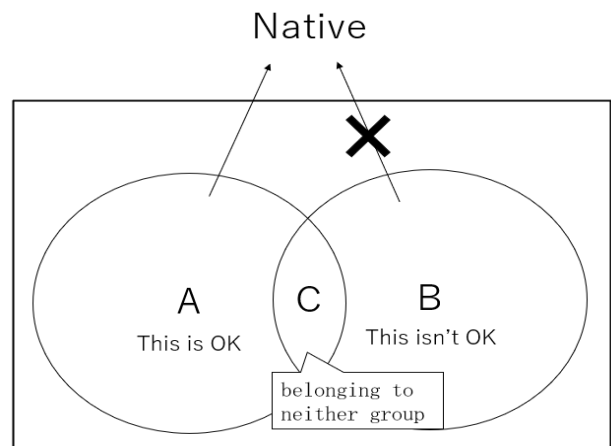 Native
A
C
B
This is OK
This isn't OK
belonging to
neither group